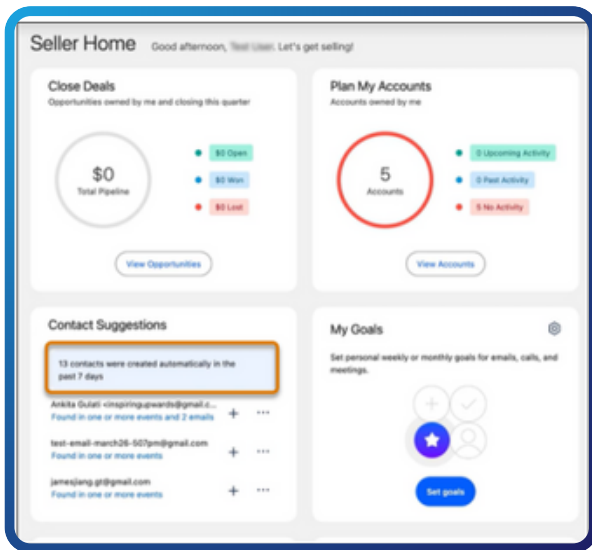 Seller Home
Good afternoon, Let's get selling!
Close Deals
Opportunities owned by me and closing this quarter
$0
Total Pipeline
$0 Open
$0 Won
$0 Lost
View Opportunities
Plan My Accounts
Accounts owned by me
5
Accounts
0 Upcoming Activity
0 Past Activity
5 No Activity
View Accounts
Contact Suggestions
13 contacts were created automatically in the
past 7 days
Ankita Gulati <inspiringupwards@gmail.c...
Found in one or more events and 2 emails
test-email-march26-507pm@gmail.com
Found in one or more events
jamesjiang.gt@gmail.com
Found in one or more events
My Goals
Set personal weekly or monthly goals for emails, calls, and
meetings.
Set goals